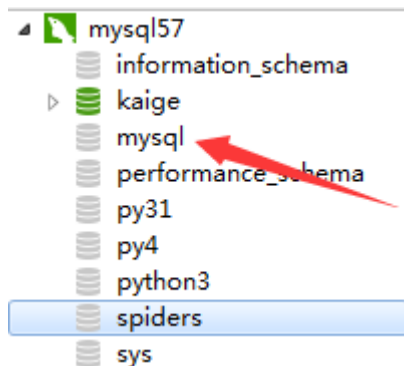 mysql57
information_schema
kaige
mysql
performance_schema
py31
py4
python3
spiders
sys